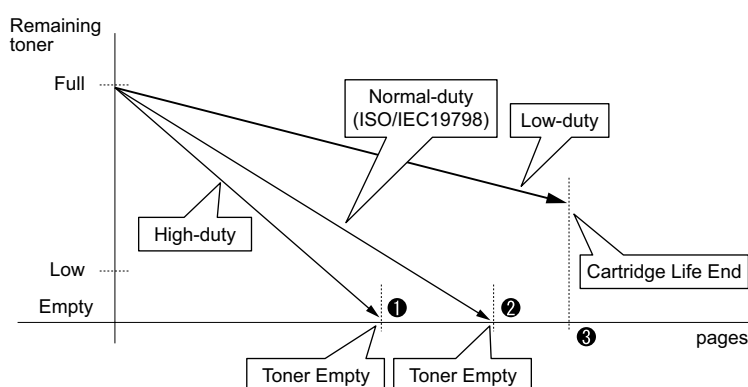 Remaining
toner
Full
Normal-duty
(ISO/IEC19798)
Low-duty
High-duty
Low
Cartridge Life End
Empty
❶
❷
❸
pages
Toner Empty
Toner Empty